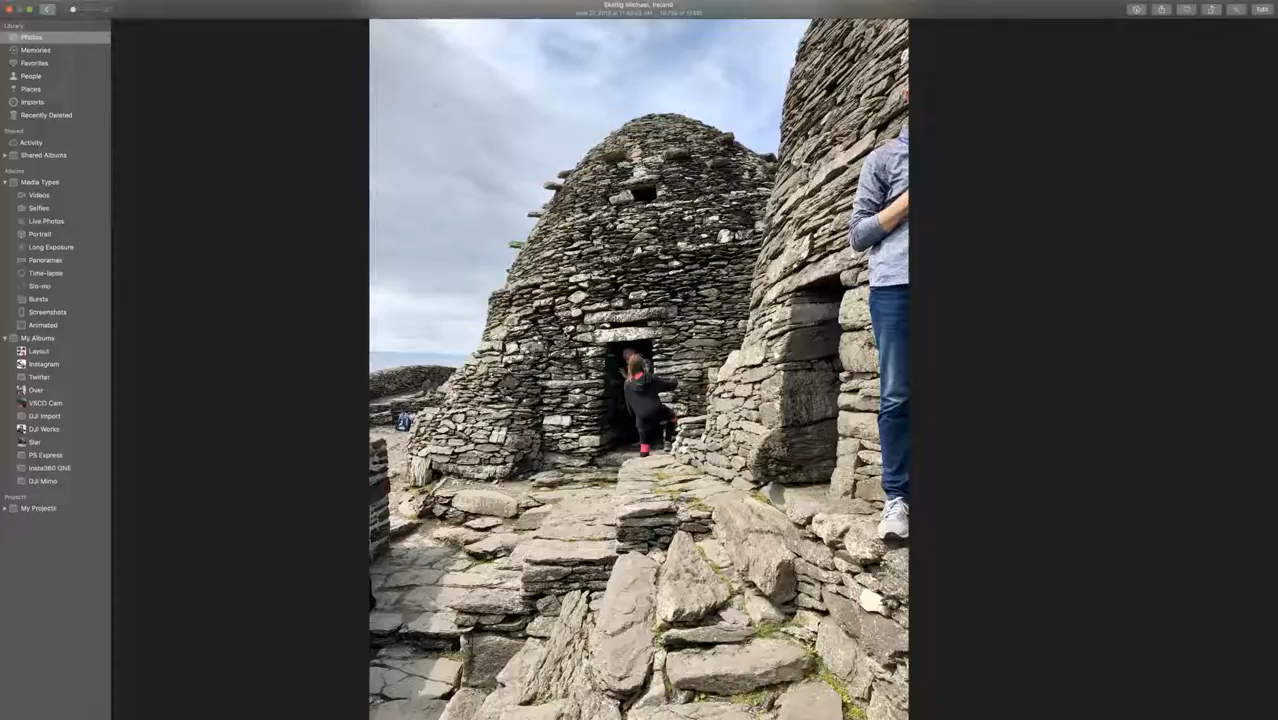 Skellig Michael, Ireland
Edit
Library
Photos
Memories
Favorites
People
Places
Imports
Recently Deleted
Shared
Activity
Shared Albums
Albums
Media Types
Videos
Selfies
Live Photos
Portrait
Long Exposure
Panoramas
Time-lapse
Slo-mo
Bursts
Screenshots
Animated
My Albums
Layout
Instagram
Twitter
Over
VSCO Cam
DJI Import
DJI Works
PS Express
Insta360 ONE
DJI Mimo
Projects
My Projects